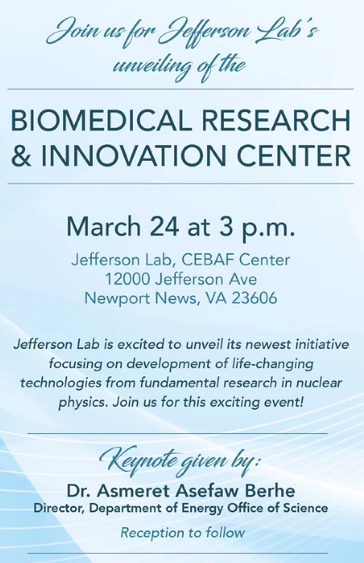 Join us for Jefferson Lab's
unveiling of the
BIOMEDICAL RESEARCH
& INNOVATION CENTER
March 24 at 3 p.m.
Jefferson Lab, CEBAF Center
12000 Jefferson Ave
Newport News, VA 23606
Jefferson Lab is excited to unveil its newest initiative
focusing on development of life-changing
technologies from fundamental research in nuclear
physics. Join us for this exciting event!
Keynote given by:
Dr. Asmeret Asefaw Berhe
Director, Department of Energy Office of Science
Reception to follow